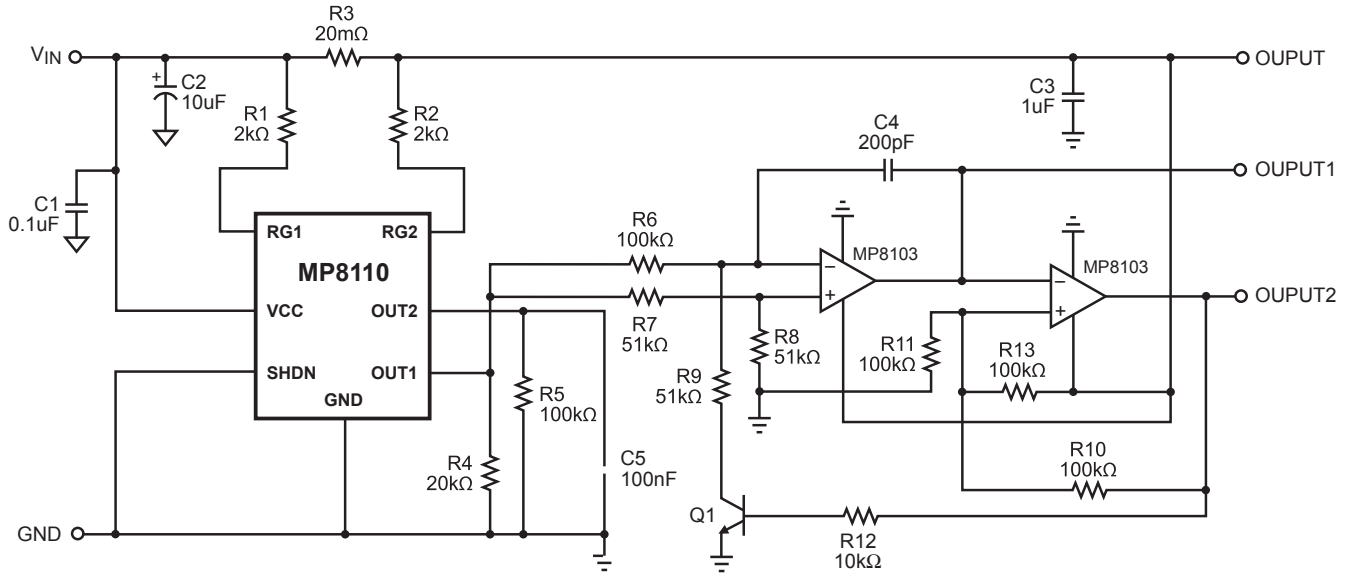 R3
20mΩ
VIN
OUPUT
C2
10uF
+
R1
2kΩ
R2
2kΩ
C3
1uF
C4
200pF
OUPUT1
C1
0.1uF
RG1
RG2
MP8110
VCC
OUT2
SHDN
OUT1
GND
R6
100kΩ
R7
51kΩ
MP8103
−
+
MP8103
−
+
OUPUT2
R8
51kΩ
R11
100kΩ
R13
100kΩ
R9
51kΩ
R5
100kΩ
R4
20kΩ
C5
100nF
R10
100kΩ
Q1
R12
10kΩ
GND